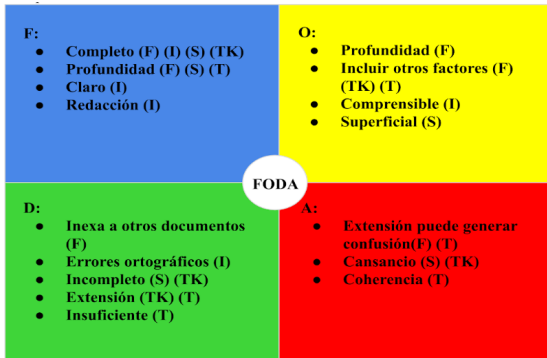 F:
● Completo (F) (I) (S) (TK)
● Profundidad (F) (S) (T)
● Claro (I)
● Redacción (I)
O:
● Profundidad (F)
● Incluir otros factores (F)
(TK) (T)
● Comprensible (I)
● Superficial (S)
FODA
D:
● Inexa a otros documentos
(F)
● Errores ortográficos (I)
● Incompleto (S) (TK)
● Extensión (TK) (T)
● Insuficiente (T)
A:
● Extensión puede generar
confusión(F) (T)
● Cansancio (S) (TK)
● Coherencia (T)